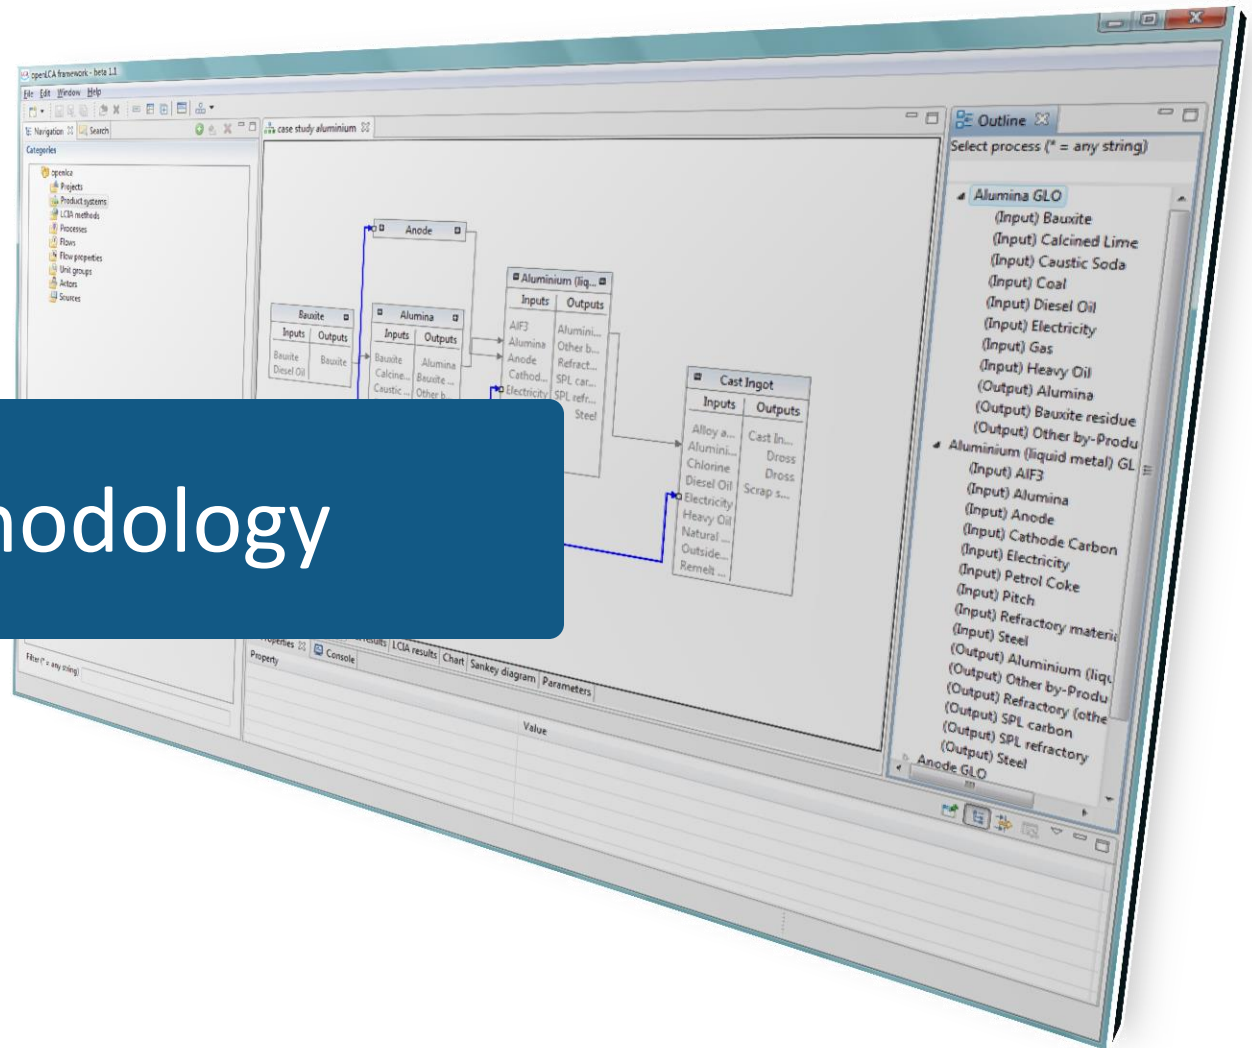 openLCA framework - beta 1.1
File Edit Window Help
Navigation Search
case study aluminium
Categories
openlca
Projects
Product systems
LCIA methods
Processes
Flows
Flow properties
Unit groups
Actors
Sources
Anode
Bauxite
Inputs Outputs
Bauxite Bauxite
Diesel Oil
Alumina
Inputs Outputs
Bauxite Alumina
Calcine... Bauxite ...
Caustic ... Other b...
Aluminium (liq...
Inputs Outputs
AlF3 Alumini...
Alumina Other b...
Anode Refract...
Cathod... SPL car...
Electricity SPL refr...
Steel
Cast Ingot
Inputs Outputs
Alloy a... Cast In...
Alumini... Dross
Chlorine Dross
Diesel Oil Scrap s...
Electricity
Heavy Oil
Natural ...
Outside...
Remelt ...
Outline
Select process (* = any string)
Alumina GLO
(Input) Bauxite
(Input) Calcined Lime
(Input) Caustic Soda
(Input) Coal
(Input) Diesel Oil
(Input) Electricity
(Input) Gas
(Input) Heavy Oil
(Output) Alumina
(Output) Bauxite residue
(Output) Other by-Produ
Aluminium (liquid metal) GL
(Input) AlF3
(Input) Alumina
(Input) Anode
(Input) Cathode Carbon
(Input) Electricity
(Input) Petrol Coke
(Input) Pitch
(Input) Refractory materia
(Input) Steel
(Output) Aluminium (liqu
(Output) Other by-Produ
(Output) Refractory (othe
(Output) SPL carbon
(Output) SPL refractory
(Output) Steel
Anode GLO
hodology
Filter (* = any string)
results LCIA results Chart Sankey diagram Parameters
Properties Console
Property Value